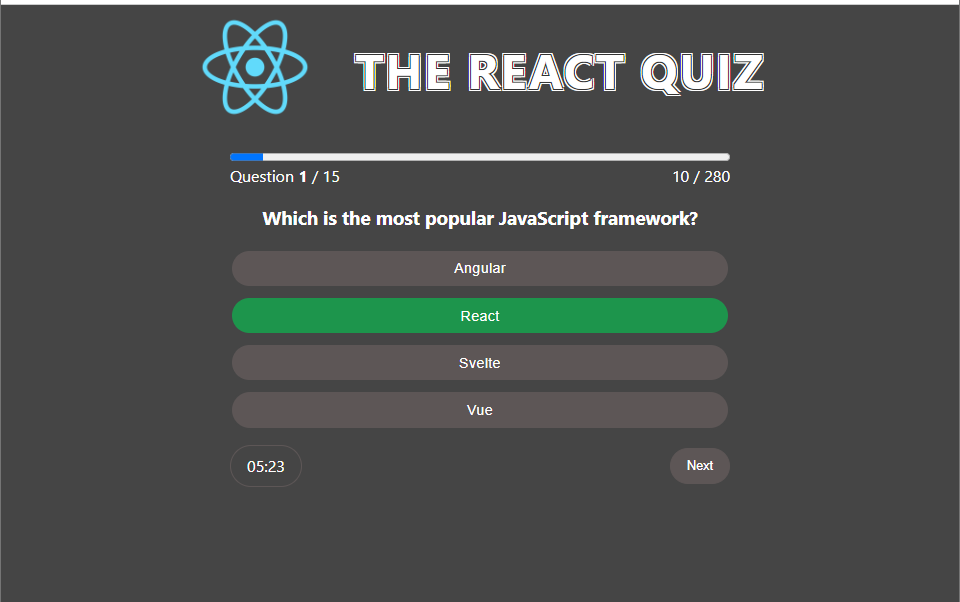 THE REACT QUIZ
Question 1 / 15 10 / 280
Which is the most popular JavaScript framework?
Angular
React
Svelte
Vue
05:23 Next